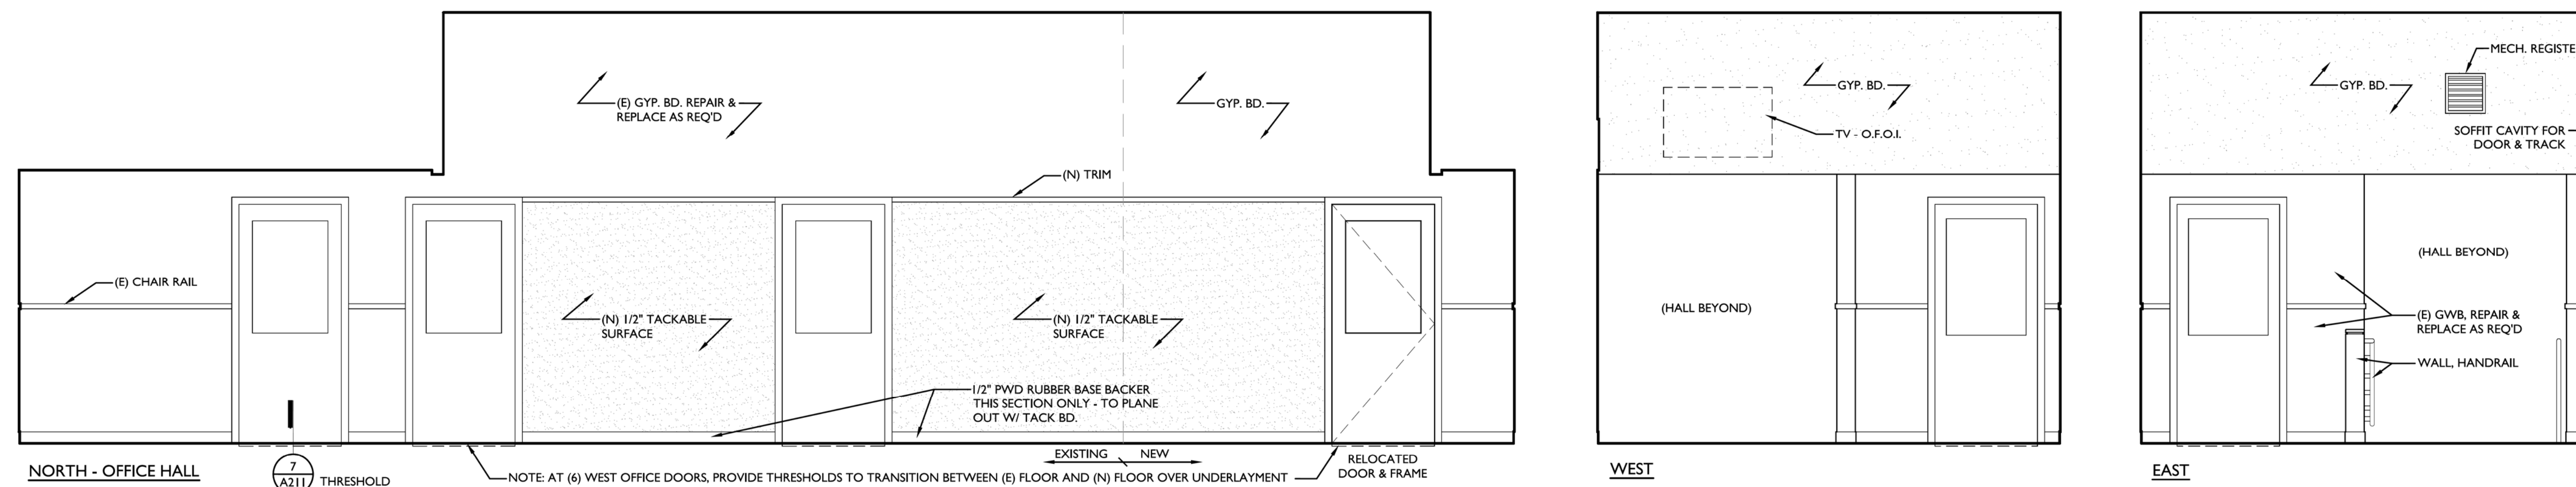 (E) GYP. BD. REPAIR &
REPLACE AS REQ'D
GYP. BD.
(N) TRIM
(E) CHAIR RAIL
(N) 1/2" TACKABLE
SURFACE
(N) 1/2" TACKABLE
SURFACE
1/2" PWD RUBBER BASE BACKER
THIS SECTION ONLY - TO PLANE
OUT W/ TACK BD.
EXISTING
NEW
RELOCATED
DOOR & FRAME
NORTH - OFFICE HALL
7
A211
THRESHOLD
NOTE: AT (6) WEST OFFICE DOORS, PROVIDE THRESHOLDS TO TRANSITION BETWEEN (E) FLOOR AND (N) FLOOR OVER UNDERLAYMENT
GYP. BD.
TV - O.F.O.I.
(HALL BEYOND)
WEST
MECH. REGISTE
GYP. BD.
SOFFIT CAVITY FOR
DOOR & TRACK
(HALL BEYOND)
(E) GWB, REPAIR &
REPLACE AS REQ'D
WALL, HANDRAIL
EAST